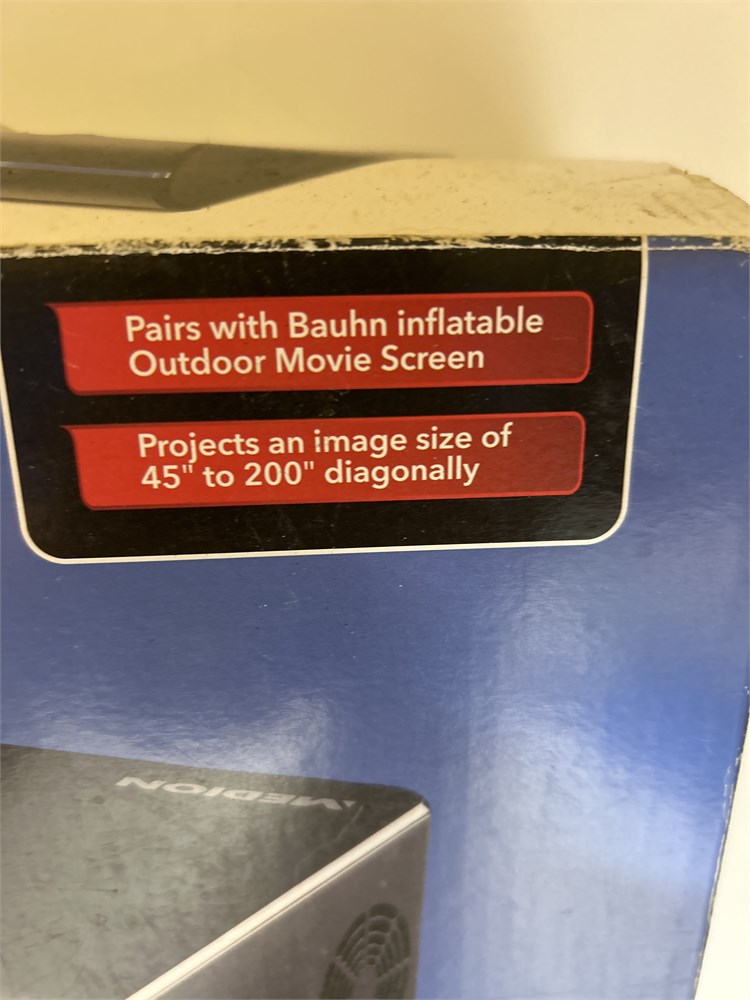 Pairs with Bauhn inflatable
Outdoor Movie Screen
Projects an image size of
45" to 200" diagonally
MEDION